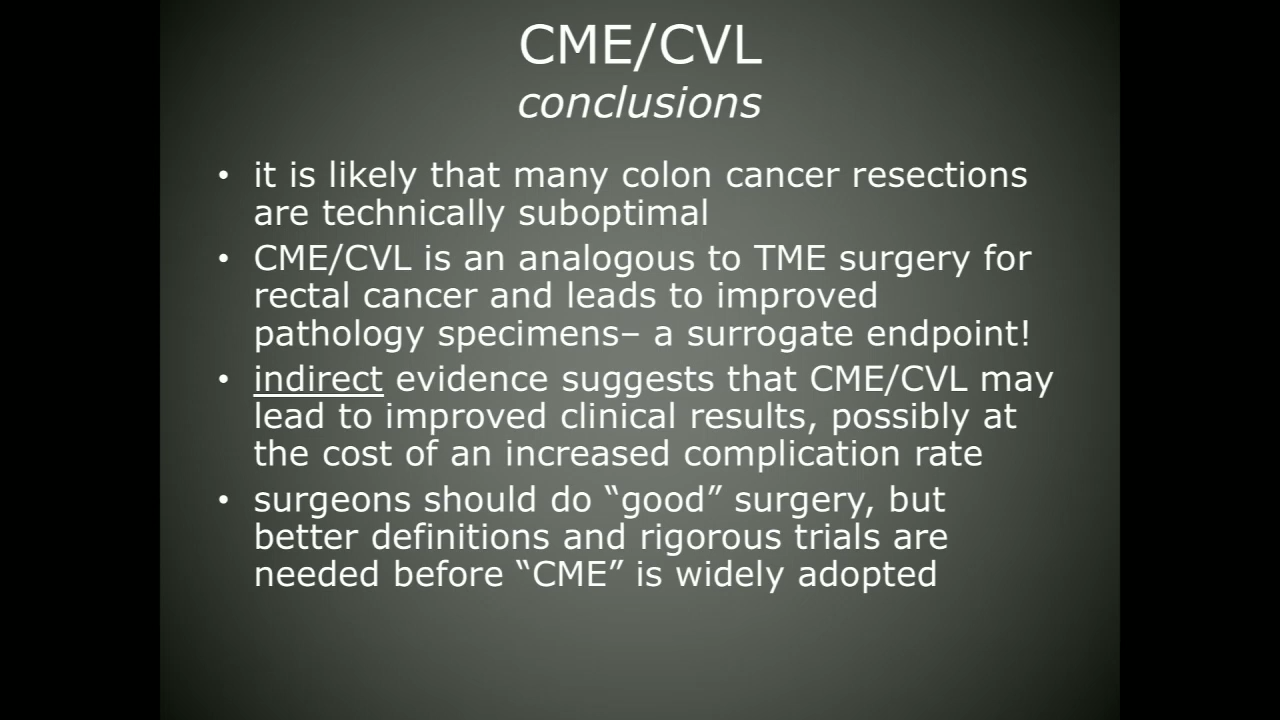 CME/CVL
conclusions
• it is likely that many colon cancer resections
are technically suboptimal
• CME/CVL is an analogous to TME surgery for
rectal cancer and leads to improved
pathology specimens– a surrogate endpoint!
• indirect evidence suggests that CME/CVL may
lead to improved clinical results, possibly at
the cost of an increased complication rate
• surgeons should do “good” surgery, but
better definitions and rigorous trials are
needed before “CME” is widely adopted